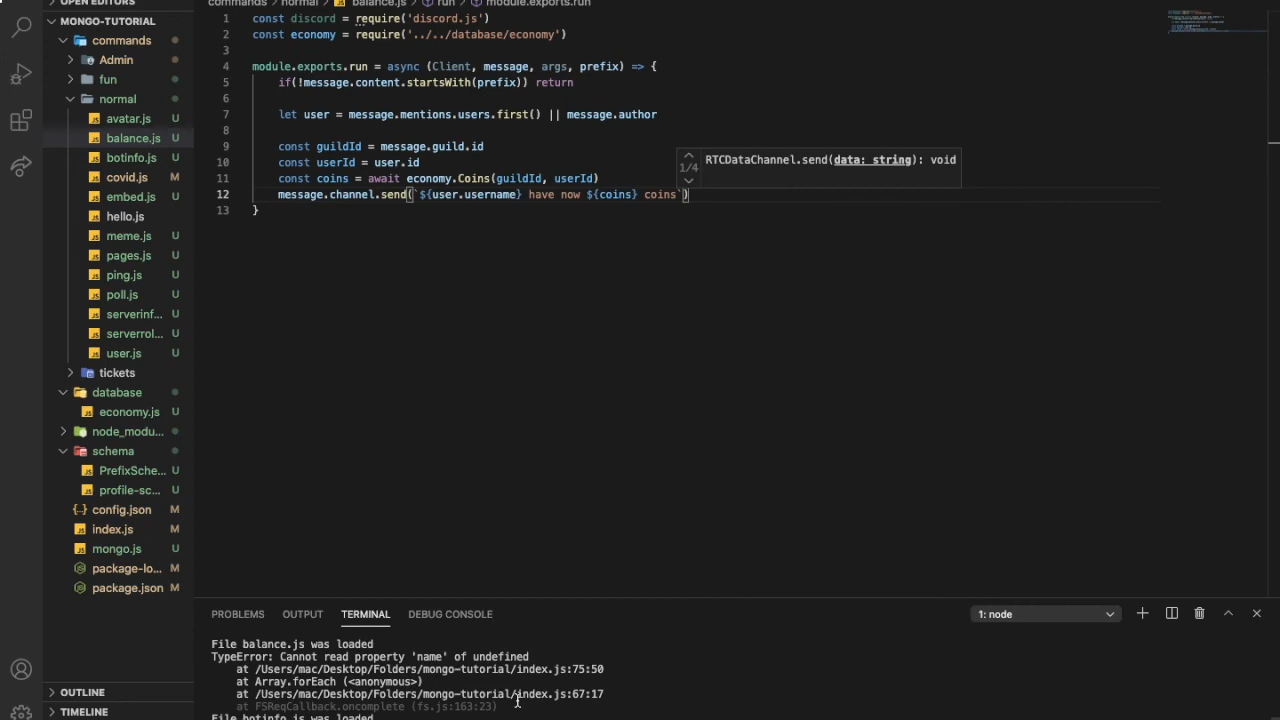 OPEN EDITORS
MONGO-TUTORIAL
commands
Admin
fun
normal
avatar.js U
balance.js U
botinfo.js U
covid.js U
embed.js U
hello.js
meme.js U
pages.js U
ping.js U
poll.js U
serverinf... U
serverrol... U
user.js U
tickets
database
economy.js U
node_modu...
schema
PrefixSche... U
profile-sc... U
config.json M
index.js M
mongo.js U
package-lo... M
package.json M
OUTLINE
TIMELINE
commands > normal > JS balance.js > run > module.exports.run
1 const discord = require('discord.js')
2 const economy = require('../../database/economy')
3
4 module.exports.run = async (Client, message, args, prefix) => {
5 if(!message.content.startsWith(prefix)) return
6
7 let user = message.mentions.users.first() || message.author
8
9 const guildId = message.guild.id
10 const userId = user.id
11 const coins = await economy.Coins(guildId, userId)
12 message.channel.send(`${user.username} have now ${coins} coins`)
13 }
1/4 RTCDataChannel.send(data: string): void
PROBLEMS OUTPUT TERMINAL DEBUG CONSOLE 1: node
File balance.js was loaded
TypeError: Cannot read property 'name' of undefined
at /Users/mac/Desktop/Folders/mongo-tutorial/index.js:75:50
at Array.forEach (<anonymous>)
at /Users/mac/Desktop/Folders/mongo-tutorial/index.js:67:17
at FSReqCallback.oncomplete (fs.js:163:23)
File botinfo.js was loaded